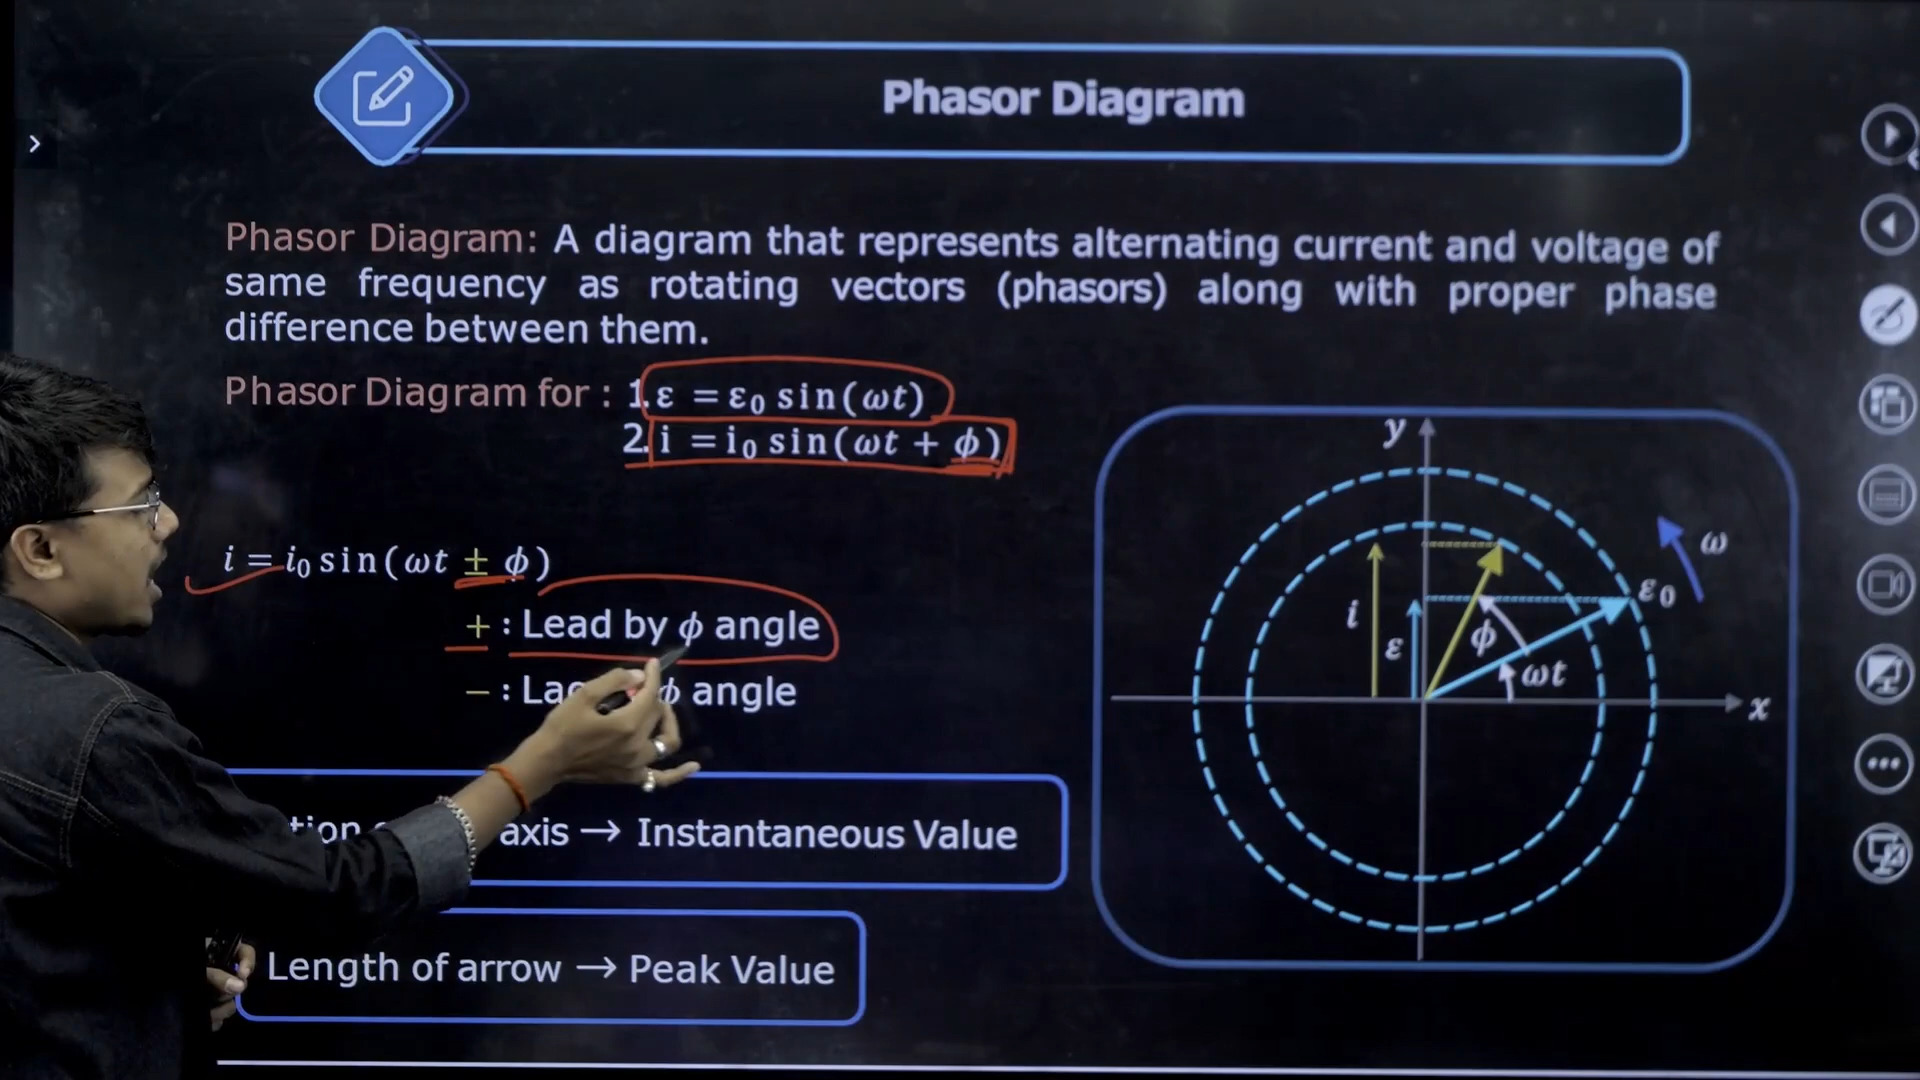 Phasor Diagram
Phasor Diagram: A diagram that represents alternating current and voltage of
same frequency as rotating vectors (phasors) along with proper phase
difference between them.
Phasor Diagram for : 1. ε = ε₀ sin(ωt)
2. i = i₀ sin(ωt + ϕ)
i = i₀ sin(ωt ± ϕ)
+ : Lead by ϕ angle
− : ϕ angle
axis → Instantaneous Value
Length of arrow → Peak Value
y
ω
ε₀
i
ε
ϕ
ωt
x